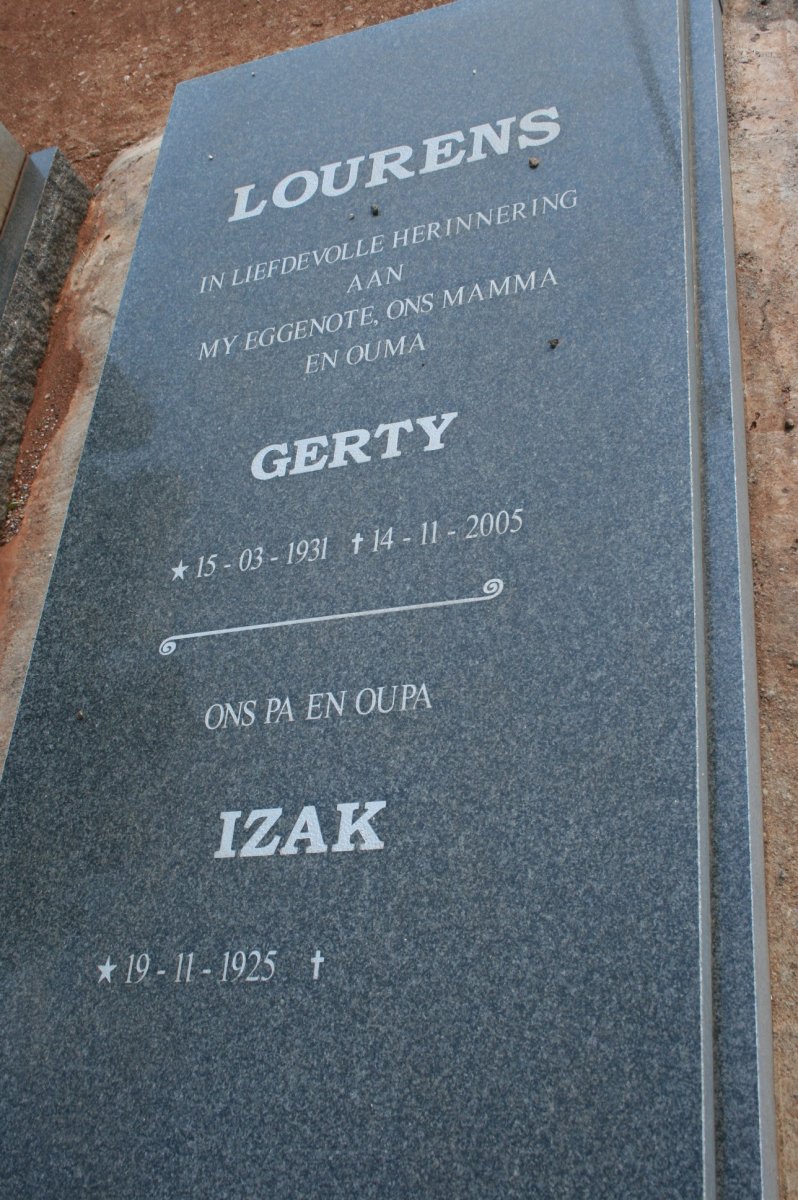 LOURENS
IN LIEFDEVOLLE HERINNERING
AAN
MY EGGENOTE, ONS MAMMA
EN OUMA
GERTY
★ 15 - 03 - 1931 ✝ 14 - 11 - 2005
ONS PA EN OUPA
IZAK
★ 19 - 11 - 1925 ✝